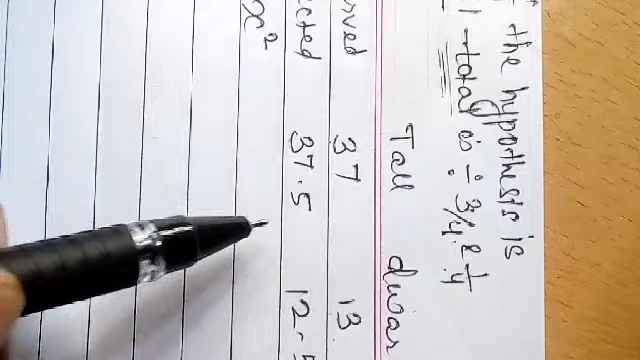 the hypothesis is
total is ÷ 3/4 & 1/4
Tall dwar
rved 37 13
cted 37.5 12.5
x²